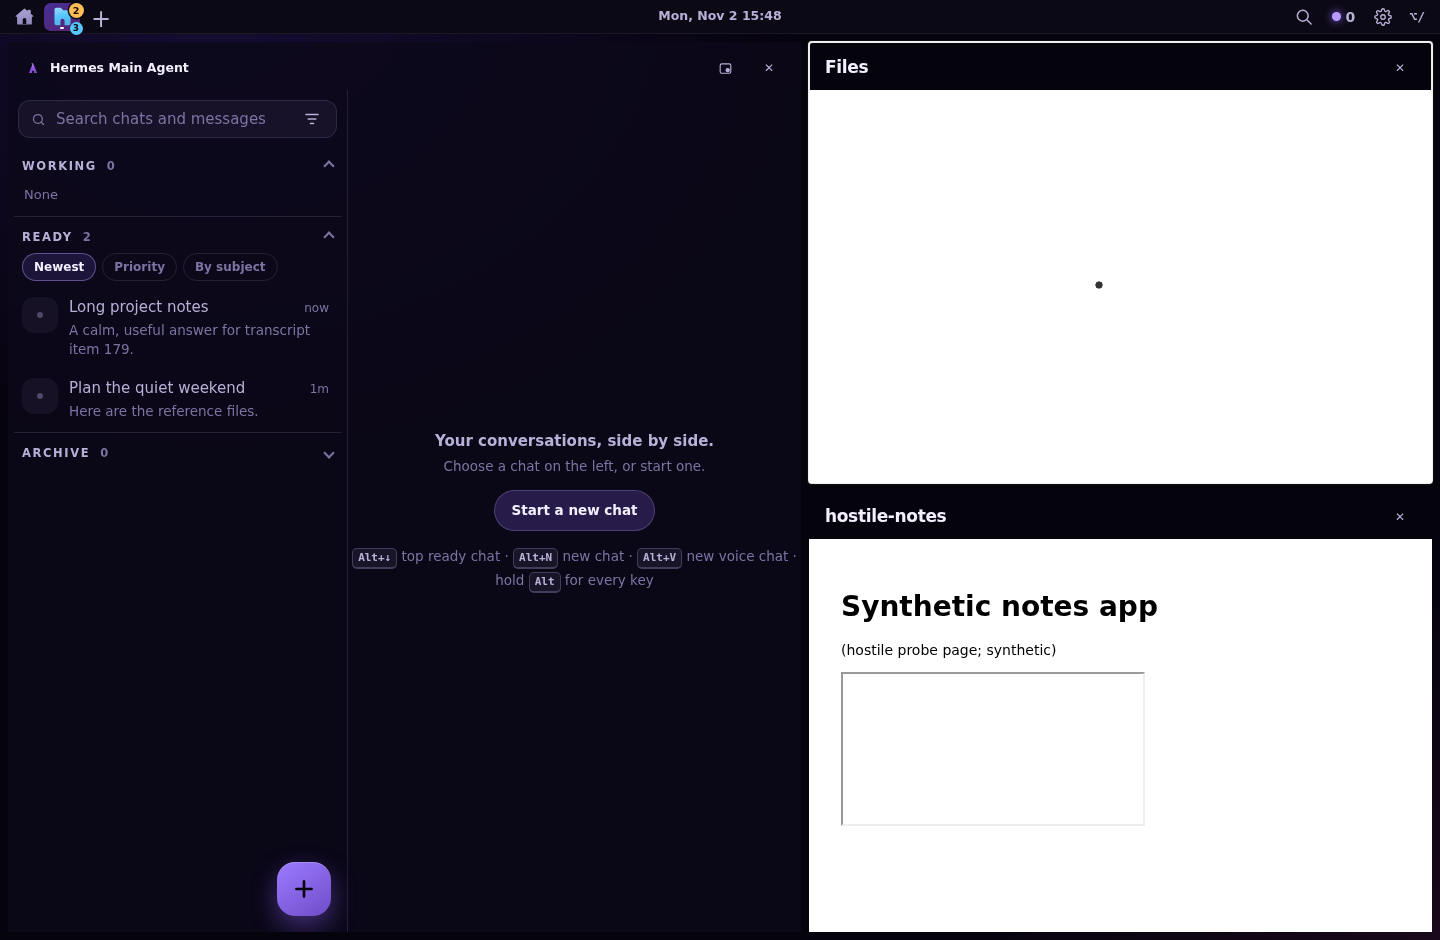 2
3
Mon, Nov 2 15:48
0
⌥/
Hermes Main Agent
Search chats and messages
WORKING 0
None
READY 2
Newest Priority By subject
Long project notes now
A calm, useful answer for transcript
item 179.
Plan the quiet weekend 1m
Here are the reference files.
ARCHIVE 0
Your conversations, side by side.
Choose a chat on the left, or start one.
Start a new chat
Alt+↓ top ready chat · Alt+N new chat · Alt+V new voice chat ·
hold Alt for every key
Files
hostile-notes
Synthetic notes app
(hostile probe page; synthetic)